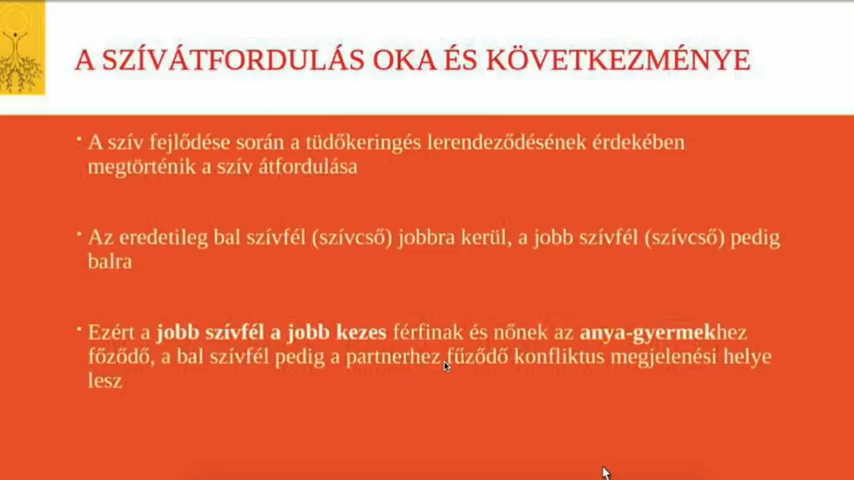 A SZÍVÁTFORDULÁS OKA ÉS KÖVETKEZMÉNYE
A szív fejlődése során a tüdőkeringés lerendeződésének érdekében
megtörténik a szív átfordulása
Az eredetileg bal szívfél (szívcső) jobbra kerül, a jobb szívfél (szívcső) pedig
balra
Ezért a jobb szívfél a jobb kezes férfinak és nőnek az anya-gyermekhez
főződő, a bal szívfél pedig a partnerhez fűződő konfliktus megjelenési helye
lesz